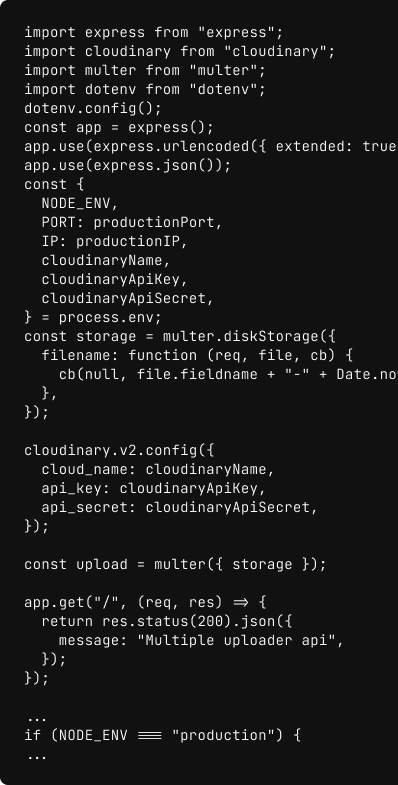 import express from "express";
import cloudinary from "cloudinary";
import multer from "multer";
import dotenv from "dotenv";
dotenv.config();
const app = express();
app.use(express.urlencoded({ extended: true
app.use(express.json());
const {
  NODE_ENV,
  PORT: productionPort,
  IP: productionIP,
  cloudinaryName,
  cloudinaryApiKey,
  cloudinaryApiSecret,
} = process.env;
const storage = multer.diskStorage({
  filename: function (req, file, cb) {
    cb(null, file.fieldname + "-" + Date.no
  },
});

cloudinary.v2.config({
  cloud_name: cloudinaryName,
  api_key: cloudinaryApiKey,
  api_secret: cloudinaryApiSecret,
});

const upload = multer({ storage });

app.get("/", (req, res) => {
  return res.status(200).json({
    message: "Multiple uploader api",
  });
});

...
if (NODE_ENV === "production") {
...